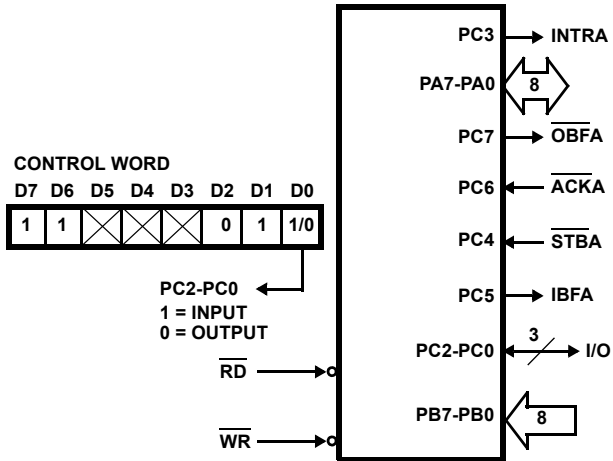 PC3 INTRA
PA7-PA0 8
PC7 OBFA
CONTROL WORD
D7 D6 D5 D4 D3 D2 D1 D0
1 1 0 1 1/0
PC6 ACKA
PC4 STBA
PC2-PC0
1 = INPUT
0 = OUTPUT
PC5 IBFA
PC2-PC0 3 I/O
RD
PB7-PB0 8
WR